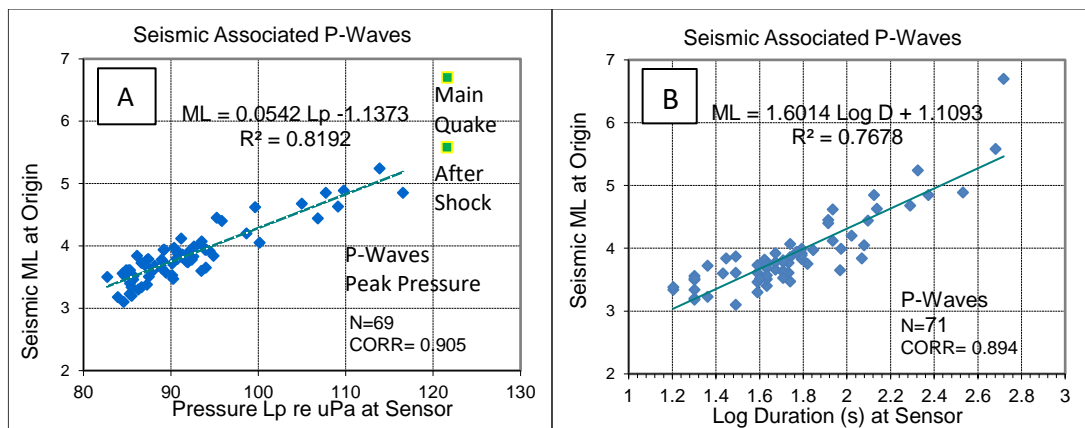 Seismic Associated P-Waves
A
ML = 0.0542 Lp -1.1373
R² = 0.8192
Main
Quake
After
Shock
P-Waves
Peak Pressure
N=69
CORR= 0.905
Seismic ML at Origin
7
6
5
4
3
2
80
90
100
110
120
130
Pressure Lp re uPa at Sensor
Seismic Associated P-Waves
B
ML = 1.6014 Log D + 1.1093
R² = 0.7678
P-Waves
N=71
CORR= 0.894
Seismic ML at Origin
7
6
5
4
3
2
1
1.2
1.4
1.6
1.8
2
2.2
2.4
2.6
2.8
3
Log Duration (s) at Sensor